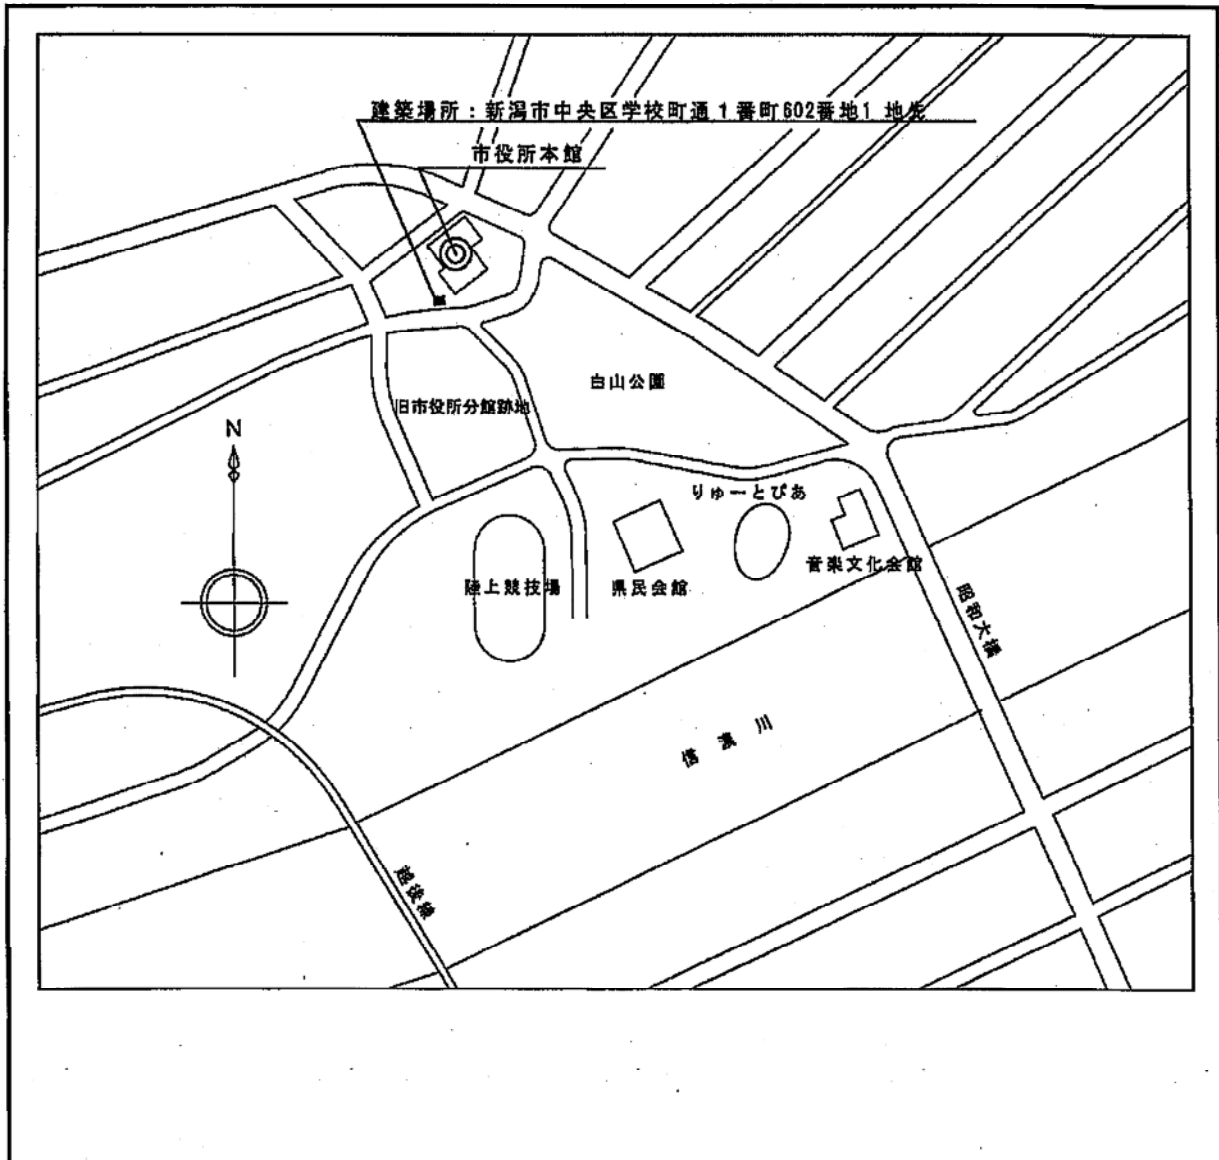 建築場所：新潟市中央区学校町通１番町602番地1 地先
市役所本館
白山公園
旧市役所分館跡地
N
りゅーとぴあ
音楽文化会館
陸上競技場
県民会館
昭和大橋
信濃川
越後線